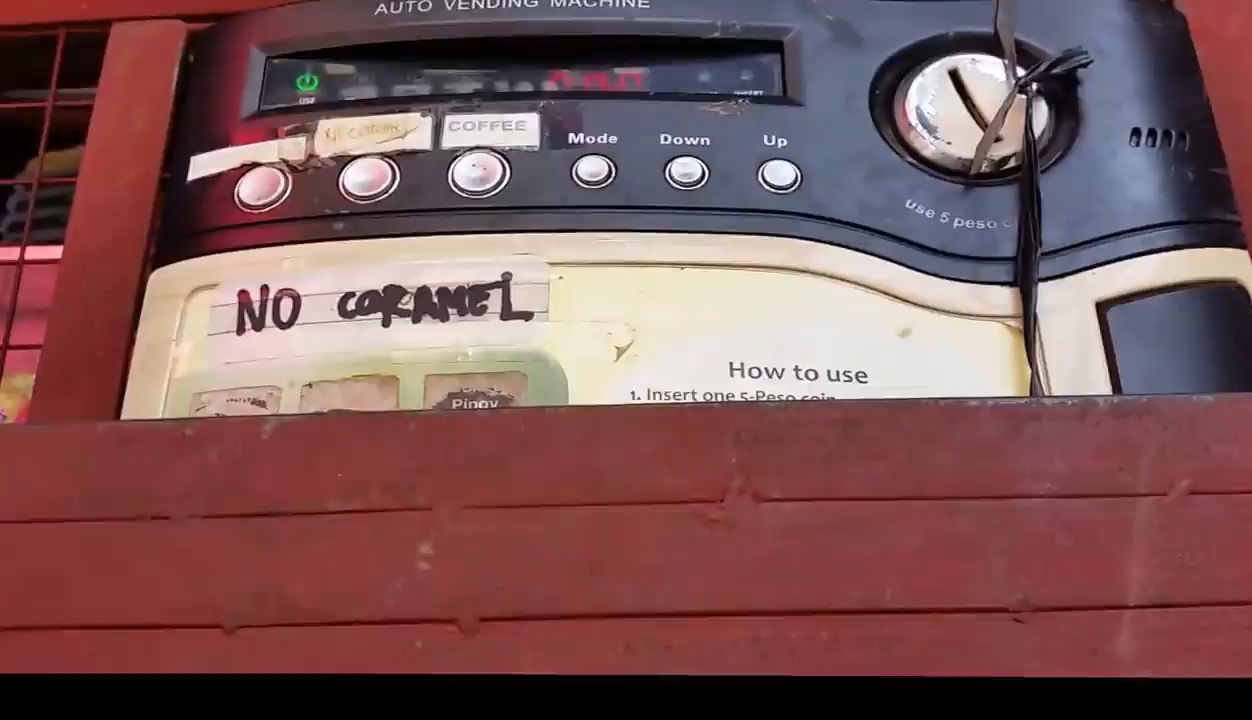 AUTO VENDING MACHINE
COFFEE
Mode
Down
Up
use 5 peso
NO CORAMEL
How to use
1. Insert one 5-Peso coin
Pinoy